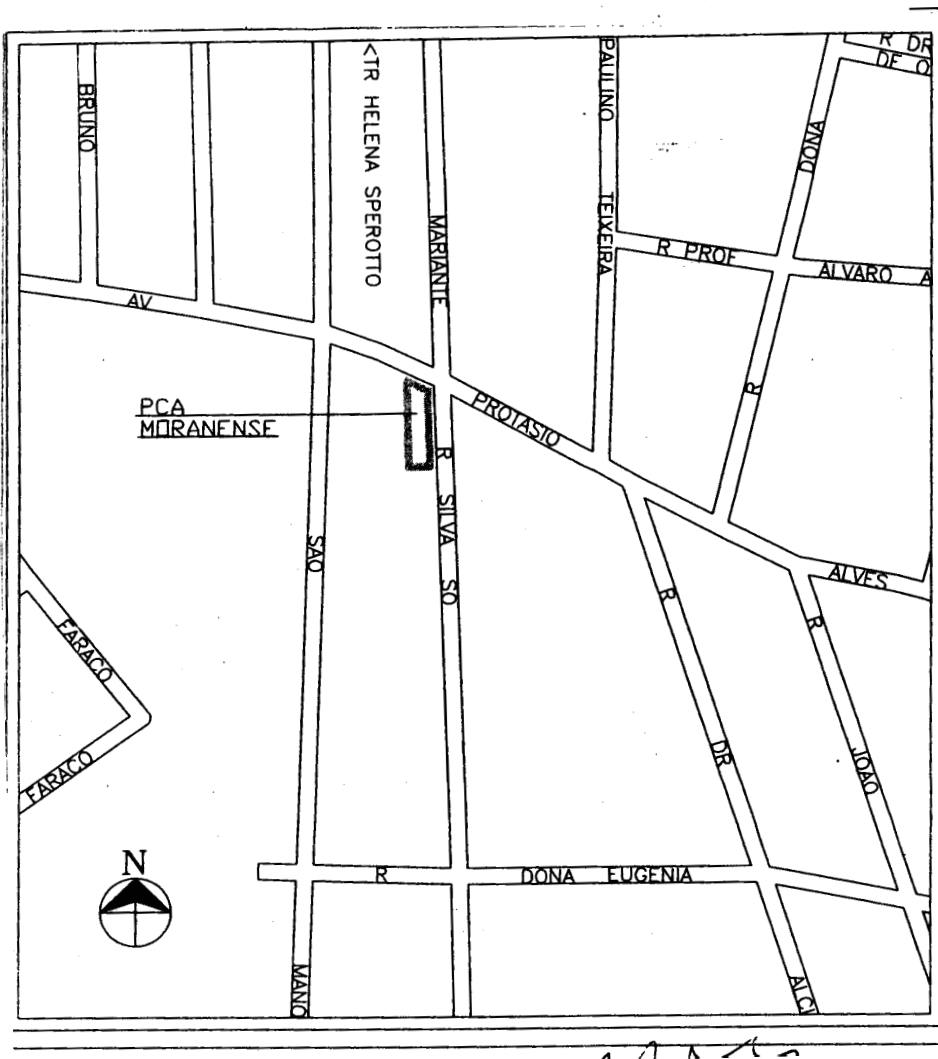 R DR
DE O
BRUNO
<TR HELENA SPEROTTO
MARIANTE
PAULINO TEIXEIRA
DONA
R PROF ALVARO A
AV
R
PROTASIO
PCA
MORANENSE
R SILVA SO
SAO
ALVES
R
R
FARACO
DR
JOAO
FARACO
N
R DONA EUGENIA
MANO
ALCI